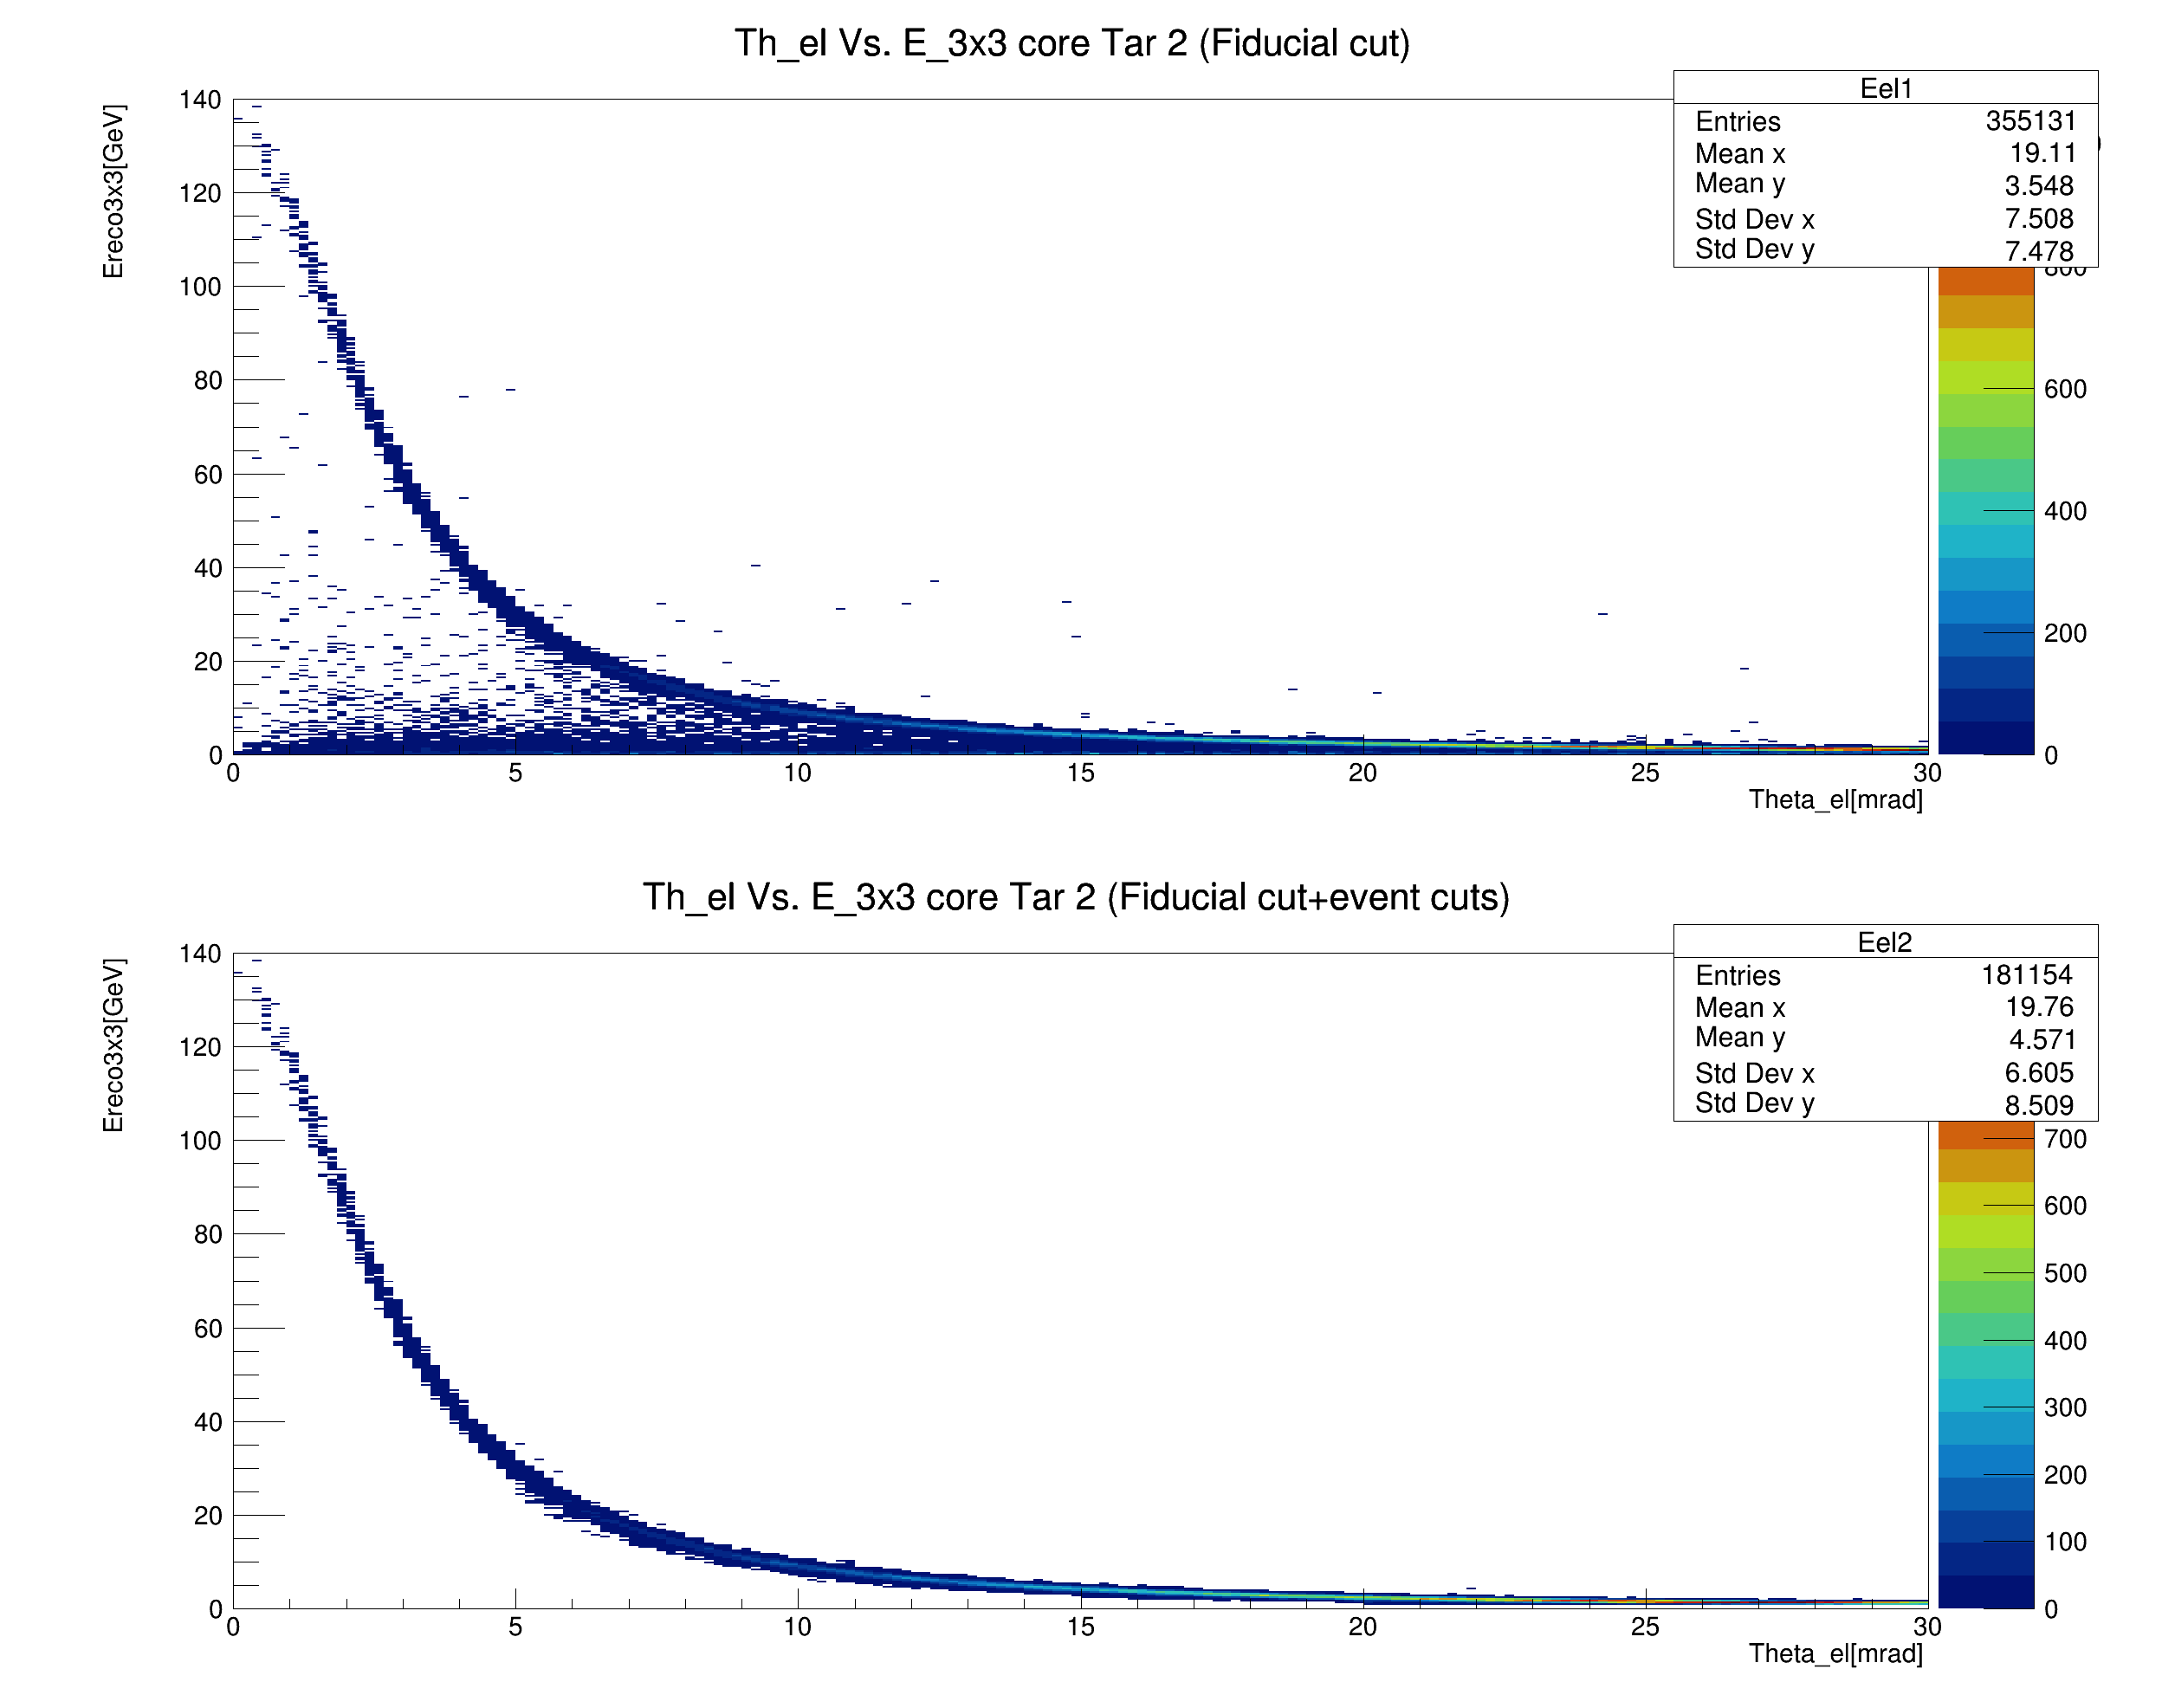 Th_el Vs. E_3x3 core Tar 2 (Fiducial cut)
Ereco3x3[GeV]
140
120
100
80
60
40
20
0
0 5 10 15 20 25 30
Theta_el[mrad]
Eel1
Entries 355131
Mean x 19.11
Mean y 3.548
Std Dev x 7.508
Std Dev y 7.478
800
600
400
200
0
Th_el Vs. E_3x3 core Tar 2 (Fiducial cut+event cuts)
Ereco3x3[GeV]
140
120
100
80
60
40
20
0
0 5 10 15 20 25 30
Theta_el[mrad]
Eel2
Entries 181154
Mean x 19.76
Mean y 4.571
Std Dev x 6.605
Std Dev y 8.509
700
600
500
400
300
200
100
0